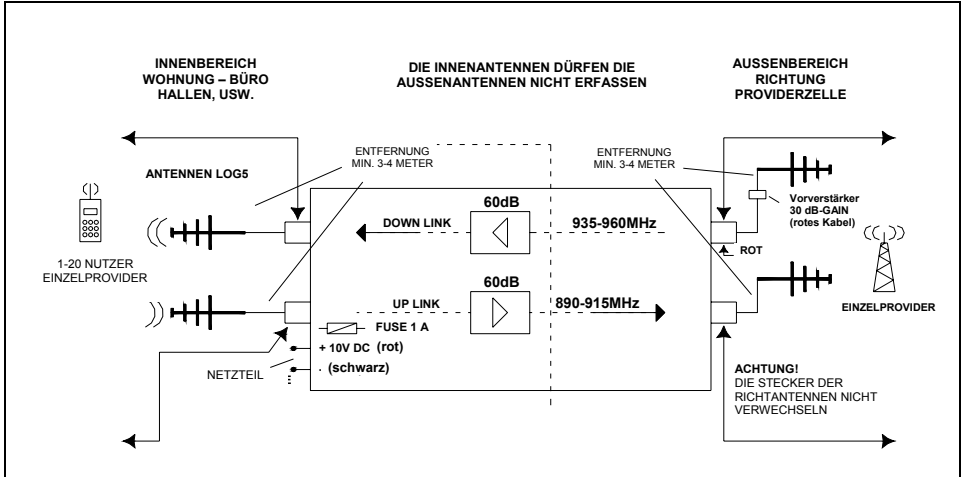 INNENBEREICH
WOHNUNG – BÜRO
HALLEN, USW.
DIE INNENANTENNEN DÜRFEN DIE
AUSSENANTENNEN NICHT ERFASSEN
AUSSENBEREICH
RICHTUNG
PROVIDERZELLE
ENTFERNUNG
MIN. 3-4 METER
ENTFERNUNG
MIN. 3-4 METER
ANTENNEN LOG5
Vorverstärker
30 dB-GAIN
(rotes Kabel)
60dB
DOWN LINK
935-960MHz
ROT
1-20 NUTZER
EINZELPROVIDER
60dB
UP LINK
890-915MHz
EINZELPROVIDER
FUSE 1 A
+ 10V DC (rot)
. (schwarz)
NETZTEIL
ACHTUNG!
DIE STECKER DER
RICHTANTENNEN NICHT
VERWECHSELN